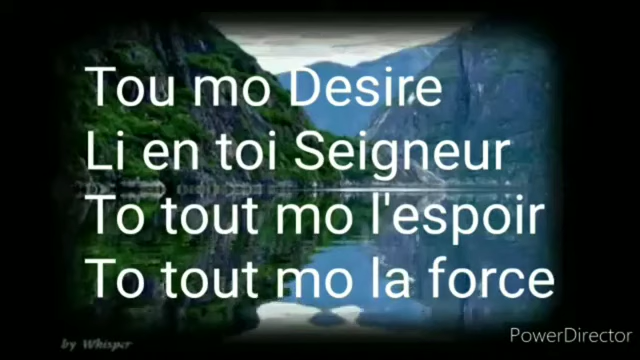 Tou mo Desire
Li en toi Seigneur
To tout mo l'espoir
To tout mo la force
by Whisper
PowerDirector